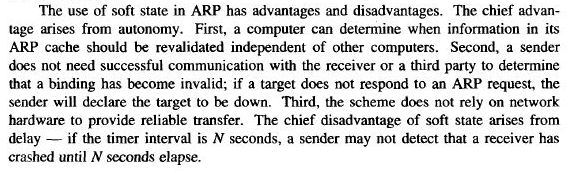 The use of soft state in ARP has advantages and disadvantages. The chief advan-
tage arises from autonomy. First, a computer can determine when information in its
ARP cache should be revalidated independent of other computers. Second, a sender
does not need successful communication with the receiver or a third party to determine
that a binding has become invalid; if a target does not respond to an ARP request, the
sender will declare the target to be down. Third, the scheme does not rely on network
hardware to provide reliable transfer. The chief disadvantage of soft state arises from
delay — if the timer interval is N seconds, a sender may not detect that a receiver has
crashed until N seconds elapse.